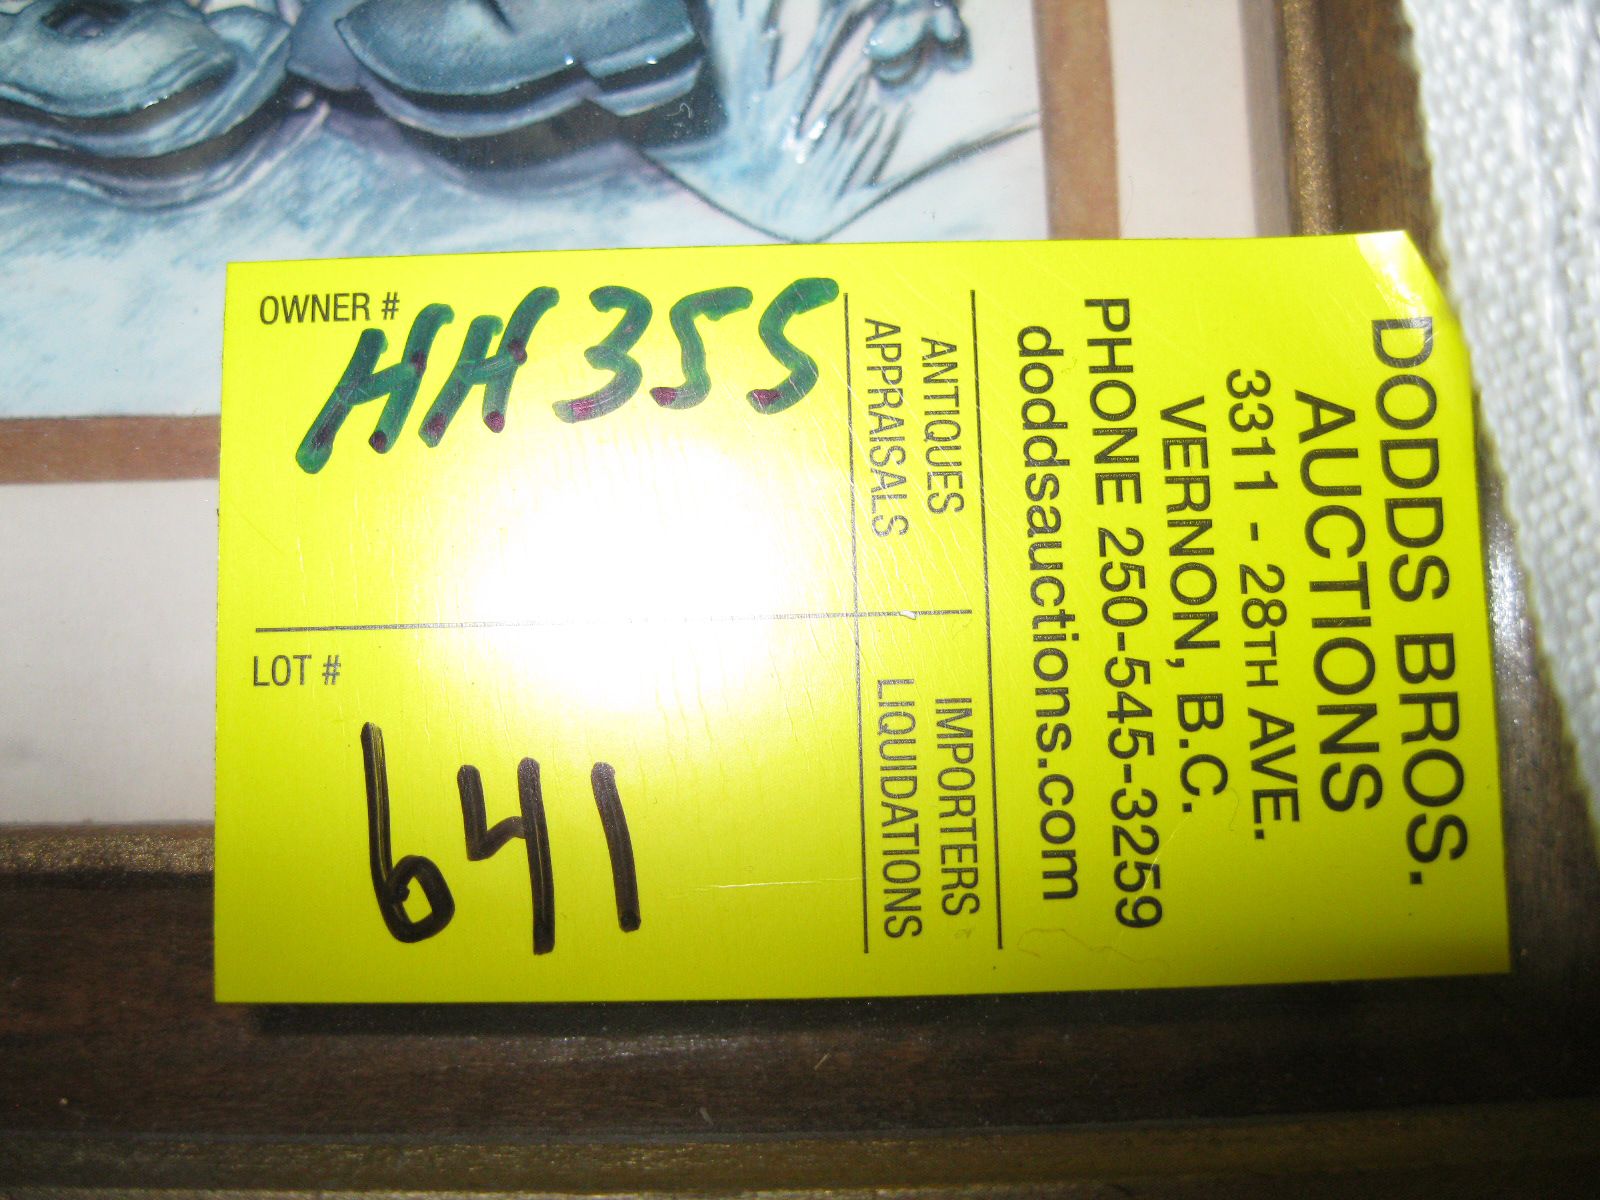 DODDS BROS.
AUCTIONS
3311 - 28TH AVE.
VERNON, B.C.
PHONE 250-545-3259
doddsauctions.com
ANTIQUES
APPRAISALS
IMPORTERS
LIQUIDATIONS
OWNER #
HH355
LOT #
641